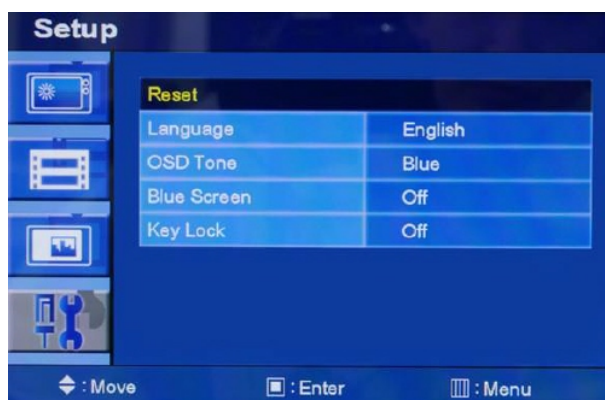 Setup
Reset
Language English
OSD Tone Blue
Blue Screen Off
Key Lock Off
: Move : Enter : Menu